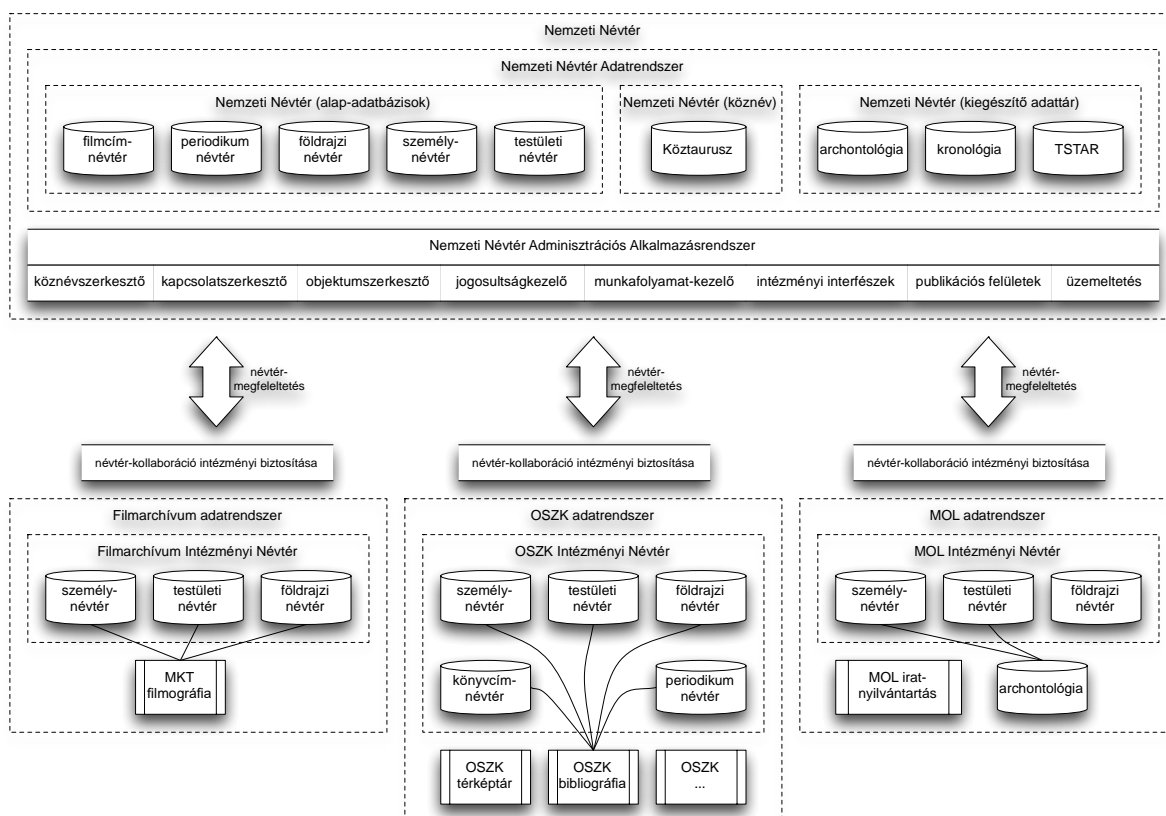 Nemzeti Névtér
Nemzeti Névtér Adatrendszer
Nemzeti Névtér (alap-adatbázisok)
filmcím-
névtér
periodikum
névtér
földrajzi
névtér
személy-
névtér
testületi
névtér
Nemzeti Névtér (köznév)
Köztaurusz
Nemzeti Névtér (kiegészítő adattár)
archontológia
kronológia
TSTAR
Nemzeti Névtér Adminisztrációs Alkalmazásrendszer
köznévszerkesztő
kapcsolatszerkesztő
objektumszerkesztő
jogosultságkezelő
munkafolyamat-kezelő
intézményi interfészek
publikációs felületek
üzemeltetés
névtér-
megfeleltetés
névtér-
megfeleltetés
névtér-
megfeleltetés
névtér-kollaboráció intézményi biztosítása
névtér-kollaboráció intézményi biztosítása
névtér-kollaboráció intézményi biztosítása
Filmarchívum adatrendszer
Filmarchívum Intézményi Névtér
személy-
névtér
testületi
névtér
földrajzi
névtér
MKT
filmográfia
OSZK adatrendszer
OSZK Intézményi Névtér
személy-
névtér
testületi
névtér
földrajzi
névtér
könyvcím-
névtér
periodikum
névtér
OSZK
térképtár
OSZK
bibliográfia
OSZK
...
MOL adatrendszer
MOL Intézményi Névtér
személy-
névtér
testületi
névtér
földrajzi
névtér
MOL irat-
nyilvántartás
archontológia